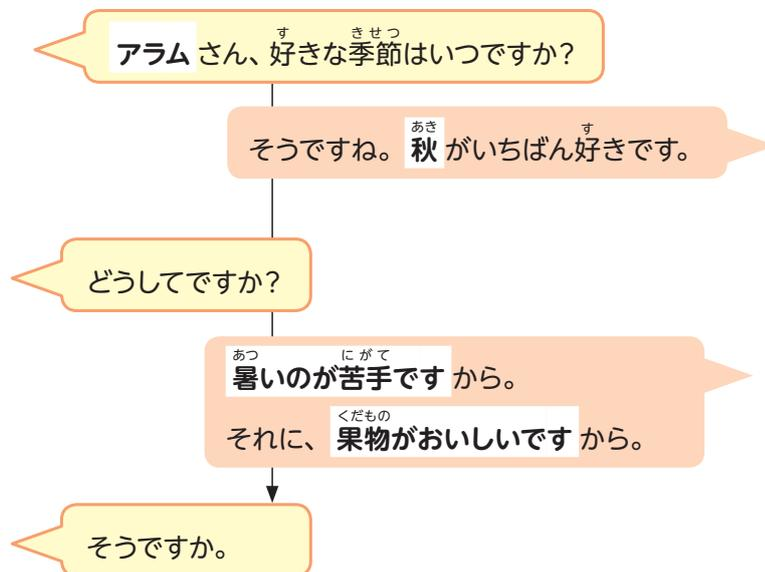 アラムさん、好きな季節はいつですか？
そうですね。秋がいちばん好きです。
どうしてですか？
暑いのが苦手ですから。
それに、果物がおいしいですから。
そうですか。